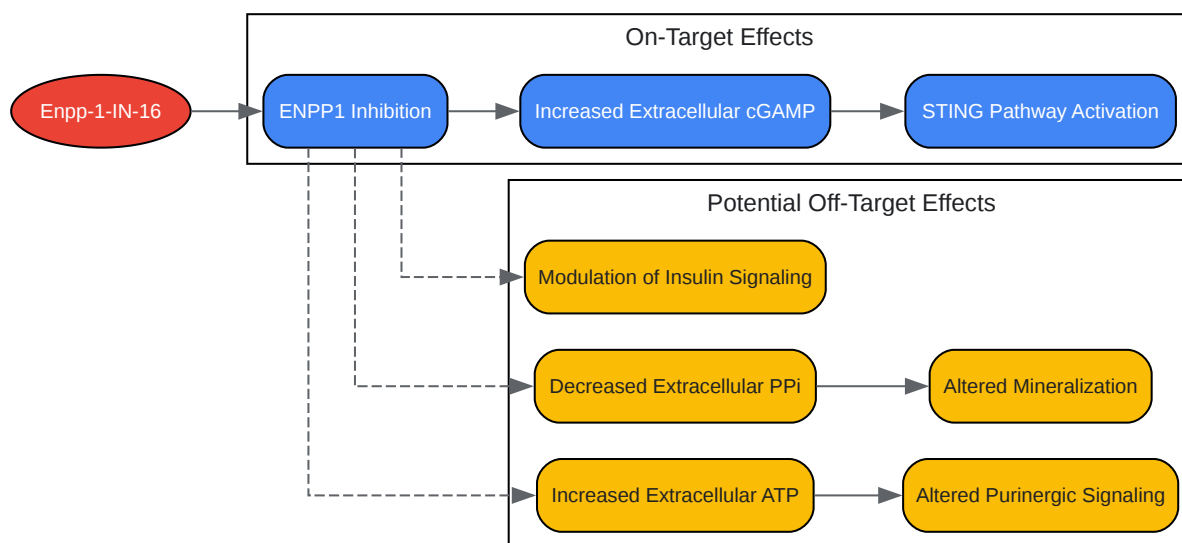 On-Target Effects
Enpp-1-IN-16
ENPP1 Inhibition
Increased Extracellular cGAMP
STING Pathway Activation
Potential Off-Target Effects
Modulation of Insulin Signaling
Decreased Extracellular PPi
Altered Mineralization
Increased Extracellular ATP
Altered Purinergic Signaling